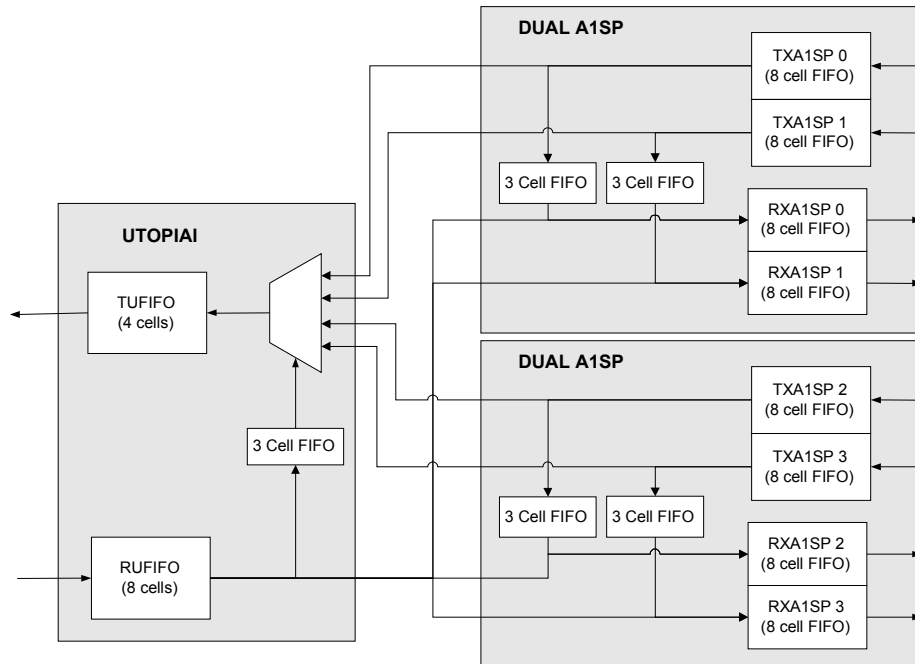 DUAL A1SP
TXA1SP 0
(8 cell FIFO)
TXA1SP 1
(8 cell FIFO)
3 Cell FIFO
3 Cell FIFO
RXA1SP 0
(8 cell FIFO)
RXA1SP 1
(8 cell FIFO)
UTOPIAI
TUFIFO
(4 cells)
3 Cell FIFO
RUFIFO
(8 cells)
DUAL A1SP
TXA1SP 2
(8 cell FIFO)
TXA1SP 3
(8 cell FIFO)
3 Cell FIFO
3 Cell FIFO
RXA1SP 2
(8 cell FIFO)
RXA1SP 3
(8 cell FIFO)